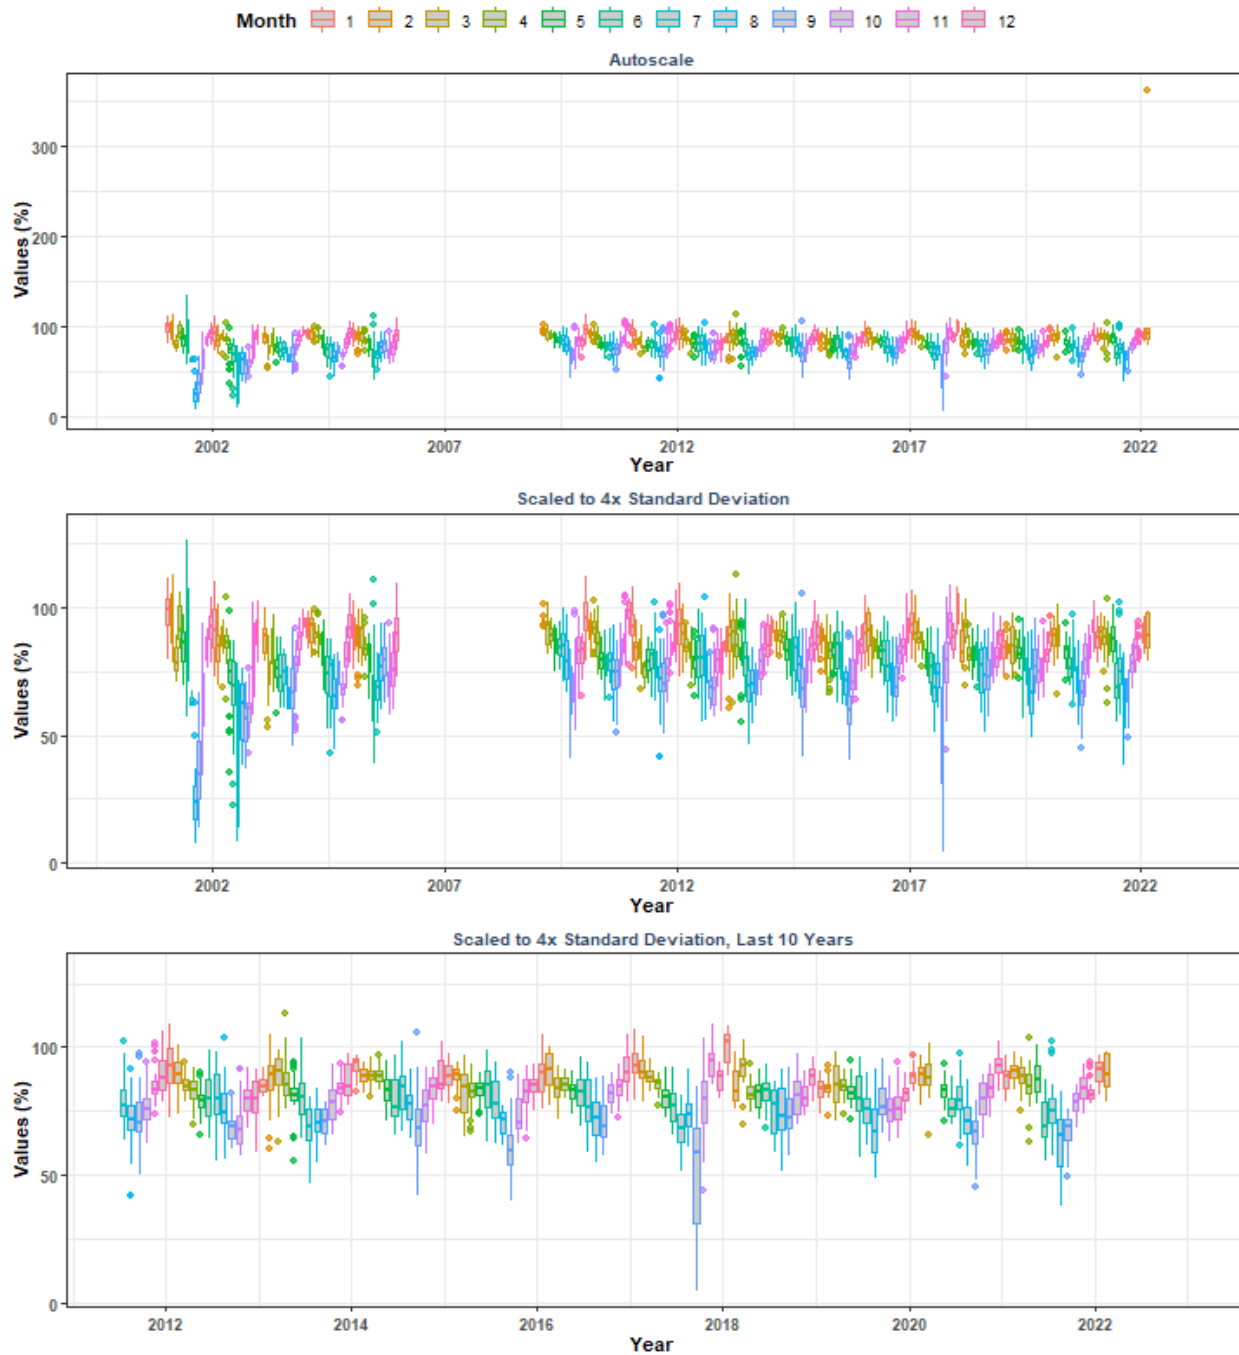 Month 1 2 3 4 5 6 7 8 9 10 11 12
Autoscale
Values (%)
300
200
100
0
2002 2007 2012 2017 2022
Year
Scaled to 4x Standard Deviation
Values (%)
100
50
0
2002 2007 2012 2017 2022
Year
Scaled to 4x Standard Deviation, Last 10 Years
Values (%)
100
50
0
2012 2014 2016 2018 2020 2022
Year